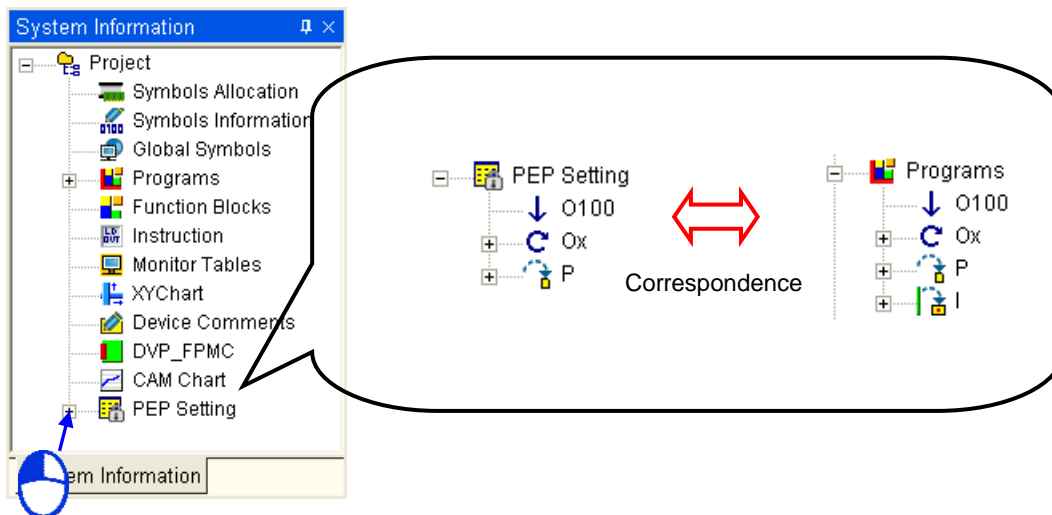 System Information
Project
Symbols Allocation
Symbols Information
Global Symbols
Programs
Function Blocks
Instruction
Monitor Tables
XYChart
Device Comments
DVP_FPMC
CAM Chart
PEP Setting
em Information
PEP Setting
O100
Ox
P
Correspondence
Programs
O100
Ox
P
I